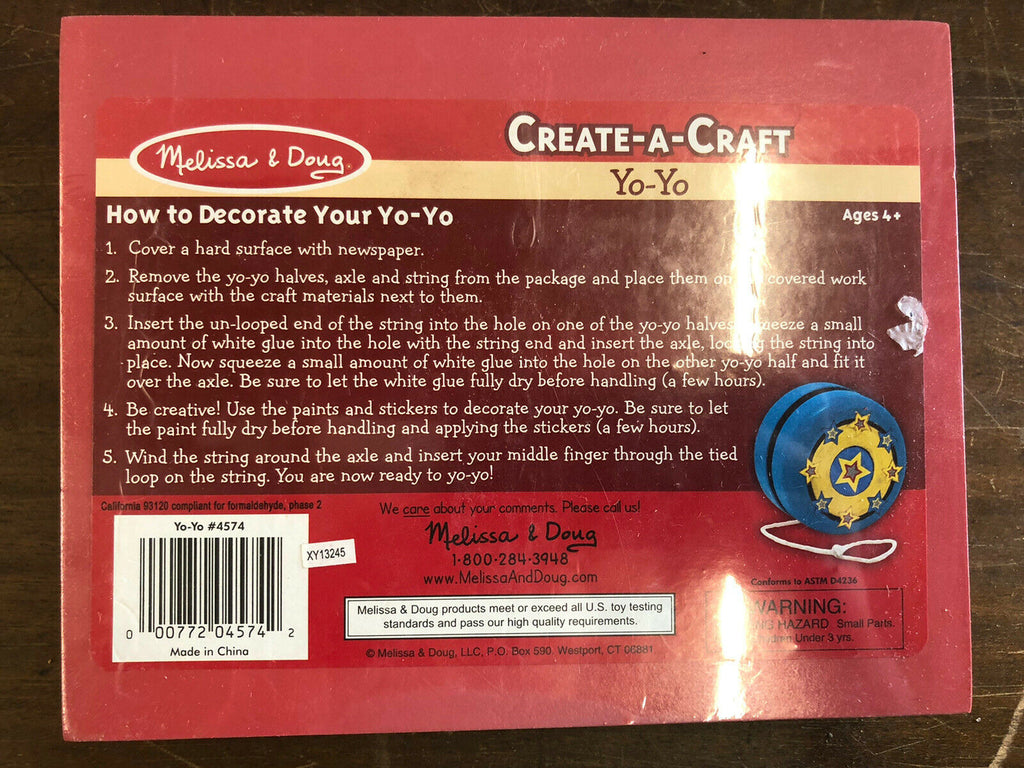 Melissa & Doug.
CREATE-A-CRAFT
Yo-Yo
How to Decorate Your Yo-Yo
Ages 4+
1. Cover a hard surface with newspaper.
2. Remove the yo-yo halves, axle and string from the package and place them on covered work
surface with the craft materials next to them.
3. Insert the un-looped end of the string into the hole on one of the yo-yo halves squeeze a small
amount of white glue into the hole with the string end and insert the axle, locking the string into
place. Now squeeze a small amount of white glue into the hole on the other yo-yo half and fit it
over the axle. Be sure to let the white glue fully dry before handling (a few hours).
4. Be creative! Use the paints and stickers to decorate your yo-yo. Be sure to let
the paint fully dry before handling and applying the stickers (a few hours).
5. Wind the string around the axle and insert your middle finger through the tied
loop on the string. You are now ready to yo-yo!
California 93120 compliant for formaldehyde, phase 2
Yo-Yo #4574
0 00772 04574 2
Made in China
XY13245
We care about your comments. Please call us!
Melissa & Doug
1-800-284-3948
www.MelissaAndDoug.com
Melissa & Doug products meet or exceed all U.S. toy testing
standards and pass our high quality requirements.
© Melissa & Doug, LLC, P.O. Box 590. Westport, CT 06881
Conforms to ASTM D4236
WARNING:
HAZARD. Small Parts.
Under 3 yrs.